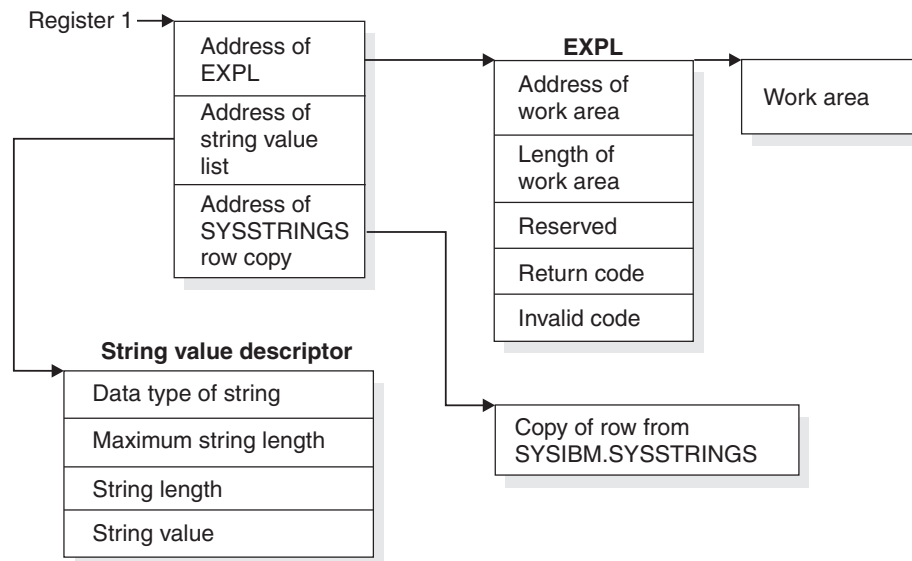 Register 1
Address of
EXPL
Address of
string value
list
Address of
SYSSTRINGS
row copy
EXPL
Address of
work area
Length of
work area
Reserved
Return code
Invalid code
Work area
String value descriptor
Data type of string
Maximum string length
String length
String value
Copy of row from
SYSIBM.SYSSTRINGS